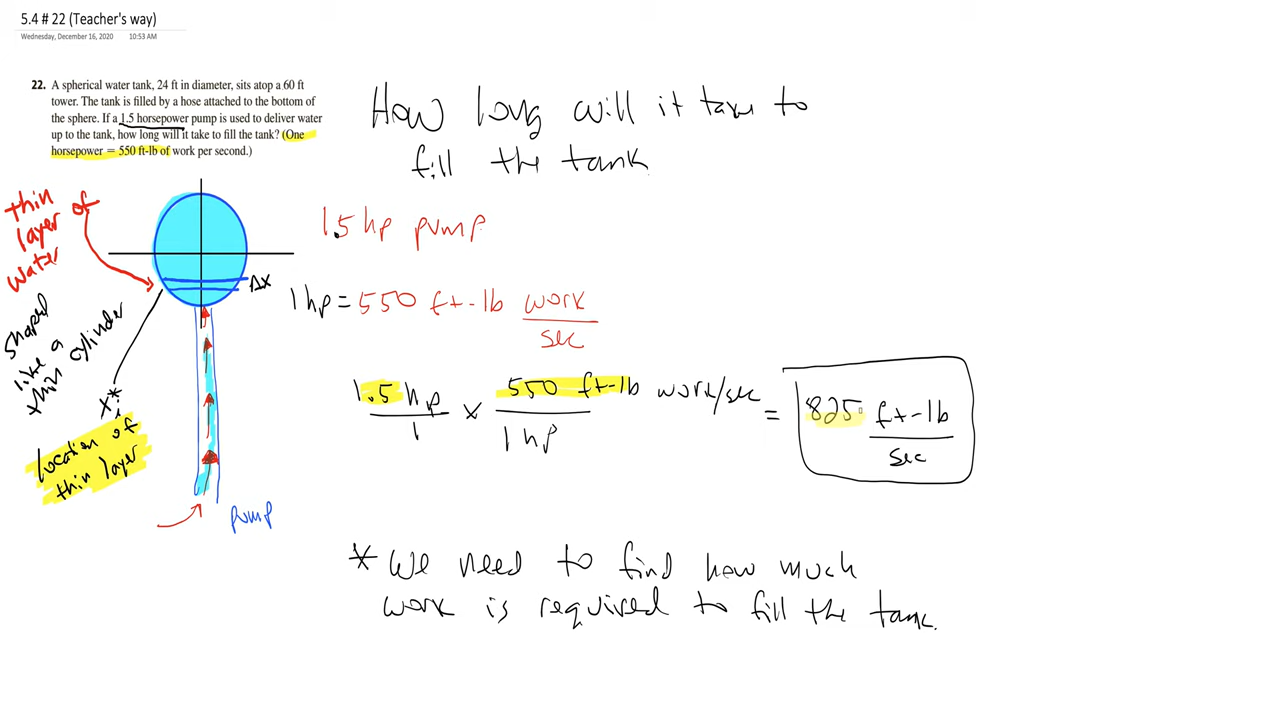 5.4 # 22 (Teacher's way)
Wednesday, December 16, 2020 10:53 AM
22. A spherical water tank, 24 ft in diameter, sits atop a 60 ft
tower. The tank is filled by a hose attached to the bottom of
the sphere. If a 1.5 horsepower pump is used to deliver water
up to the tank, how long will it take to fill the tank? (One
horsepower = 550 ft-lb of work per second.)
How long will it take to
fill the tank
thin
layer of
water
1.5 hp pump
Δx
1 hp = 550 ft-lb work
sec
shaped
like a
thin cylinder
1.5 hp × 550 ft-lb work/sec = 825 ft-lb
1 1 hp sec
x*
location of
thin layer
pump
* We need to find how much
work is required to fill the tank.